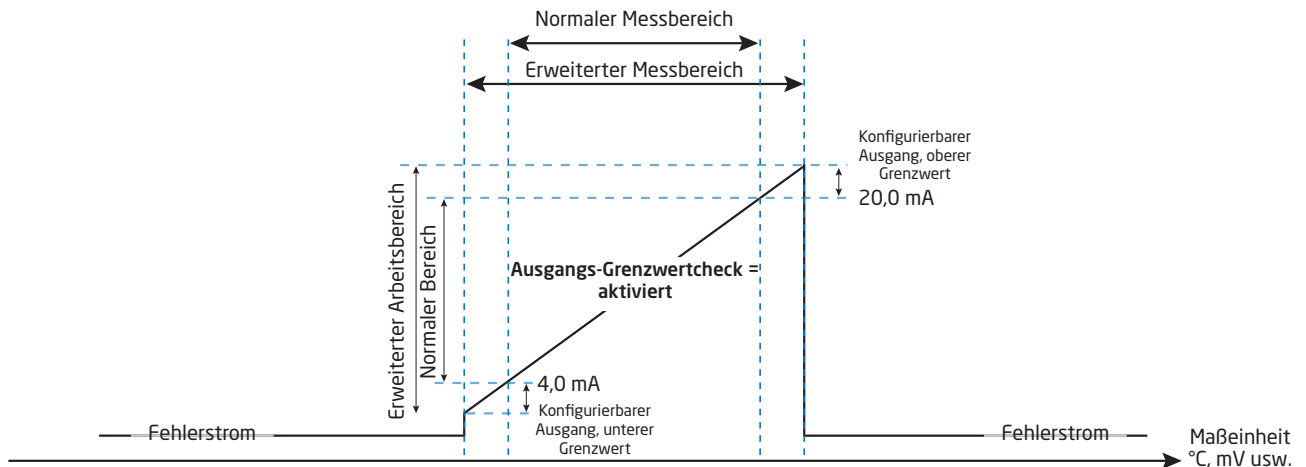 Normaler Messbereich
Erweiterter Messbereich
Konfigurierbarer
Ausgang, oberer
Grenzwert
20,0 mA
Erweiterter Arbeitsbereich
Normaler Bereich
Ausgangs-Grenzwertcheck =
aktiviert
4,0 mA
Konfigurierbarer
Ausgang, unterer
Grenzwert
Fehlerstrom
Fehlerstrom
Maßeinheit
°C, mV usw.